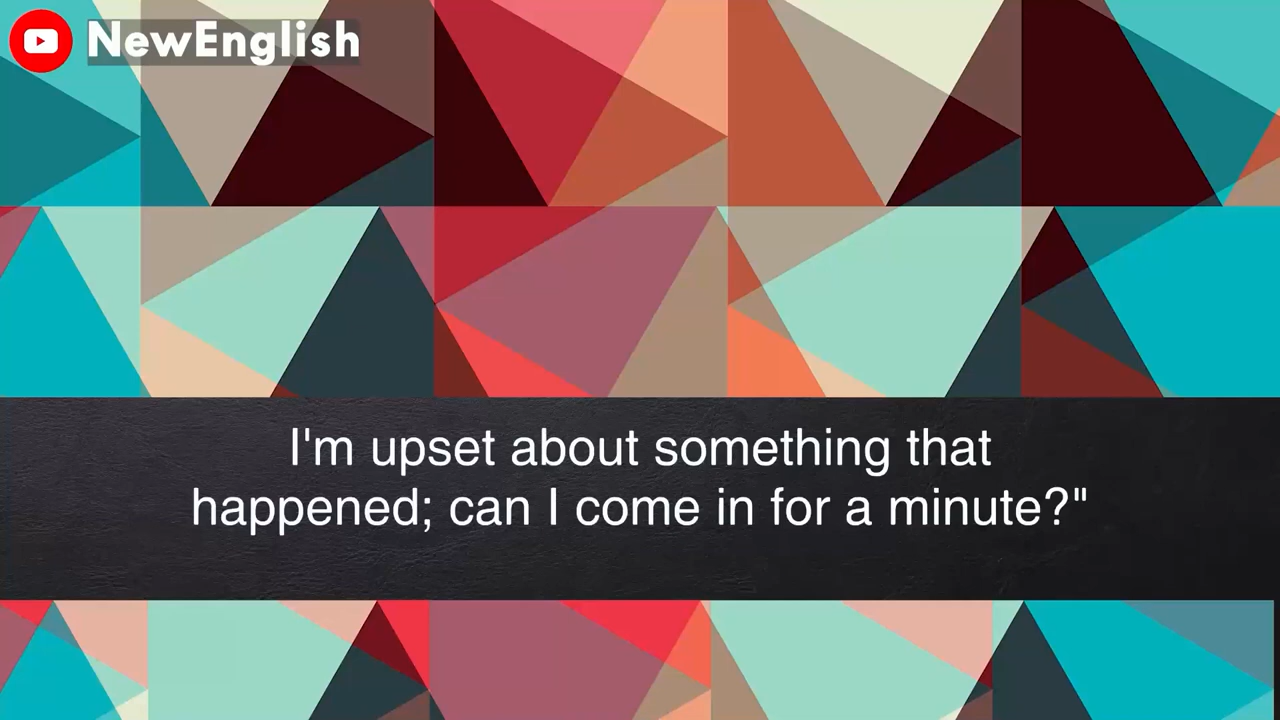 NewEnglish
I'm upset about something that
happened; can I come in for a minute?"